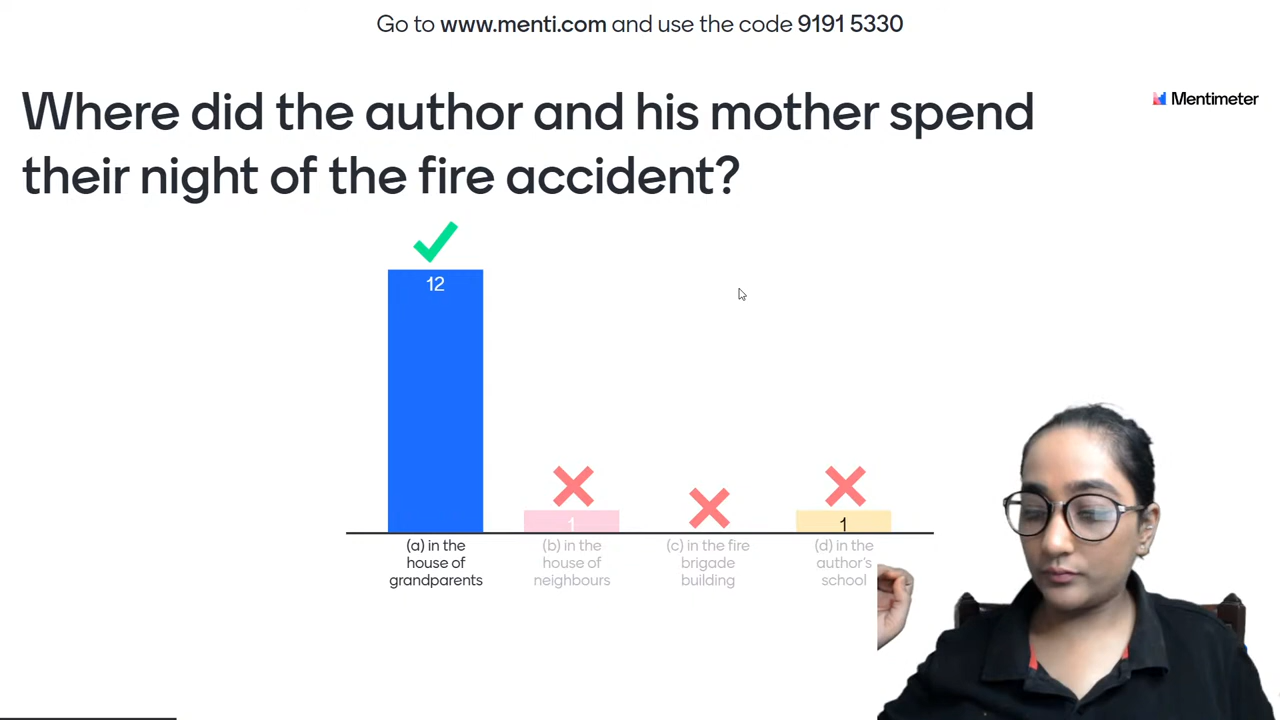 Go to www.menti.com and use the code 9191 5330
Where did the author and his mother spend
their night of the fire accident?
Mentimeter
12
1
1
(a) in the
house of
grandparents
(b) in the
house of
neighbours
(c) in the fire
brigade
building
(d) in the
author's
school